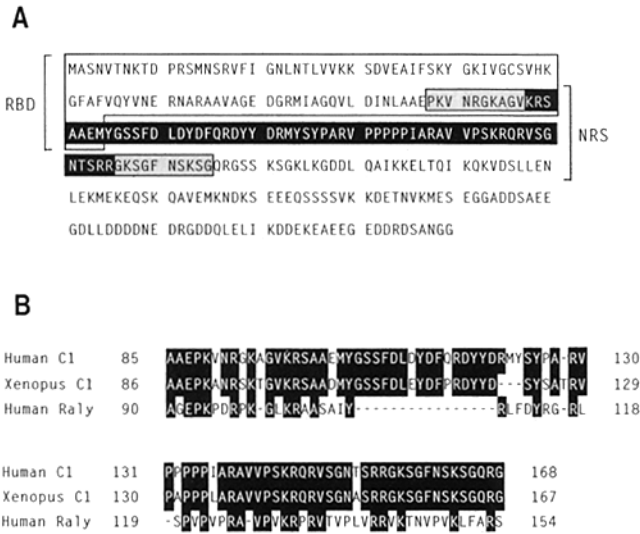 A
MASNVTNKTD PRSMNSRVFI GNLNTLVVKK SDVEAIFSKY GKIVGCSVHK
RBD
GFAFVQYVNE RNARAAVAGE DGRMIAGQVL DINLAAEPKV NRGKAGVKRS
AAEMYGSSFD LDYDFQRDYY DRMYSYPARV PPPPPIARAV VPSKRQRVSG
NRS
NTSRRGKSGF NSKSGQRGSS KSGKLKGDDL QAIKKELTQI KQKVDSLLEN
LEKMEKEQSK QAVEMKNDKS EEEQSSSSVK KDETNVKMES EGGADDSAEE
GDLLDDDDNE DRGDDQLELI KDDEKEAEEG EDDRDSANGG
B
Human C1 85 AAEPKVNRGKAGVKRSAAEMYGSSFDLDYDFQRDYYDRMYSYPA-RV 130
Xenopus C1 86 AAEPKANRSKTGVKRSAADMYGSSFDLEYDFPRDYYD---SYSATRV 129
Human Raly 90 AGEPKPDRPK-GLKRAASAIY----------------RLFDYRG-RL 118
Human C1 131 PPPPPIARAVVPSKRQRVSGNTSRRGKSGFNSKSGQRG 168
Xenopus C1 130 PAPPPLARAVVPSKRQRVSGNASRRGKSGFNSKSGQRG 167
Human Raly 119 -SPVPVPRA-VPVKRPRVTVPLVRRVKTNVPVKLFARS 154